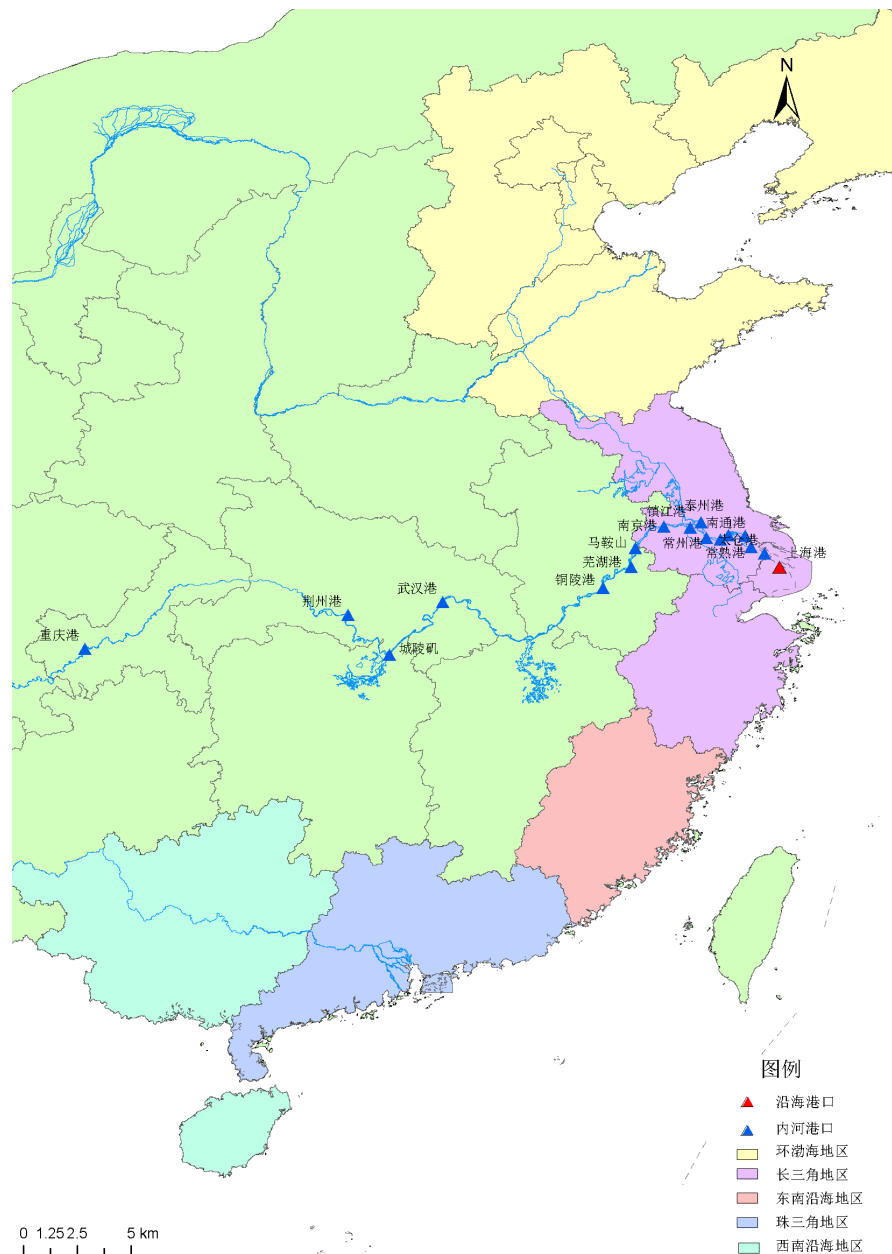 N
泰州港
镇江港
南京港
南通港
马鞍山
常州港
太仓港
常熟港
上海港
芜湖港
铜陵港
武汉港
荆州港
重庆港
城陵矶
图例
沿海港口
内河港口
环渤海地区
长三角地区
东南沿海地区
珠三角地区
西南沿海地区
0 1.25 2.5 5 km